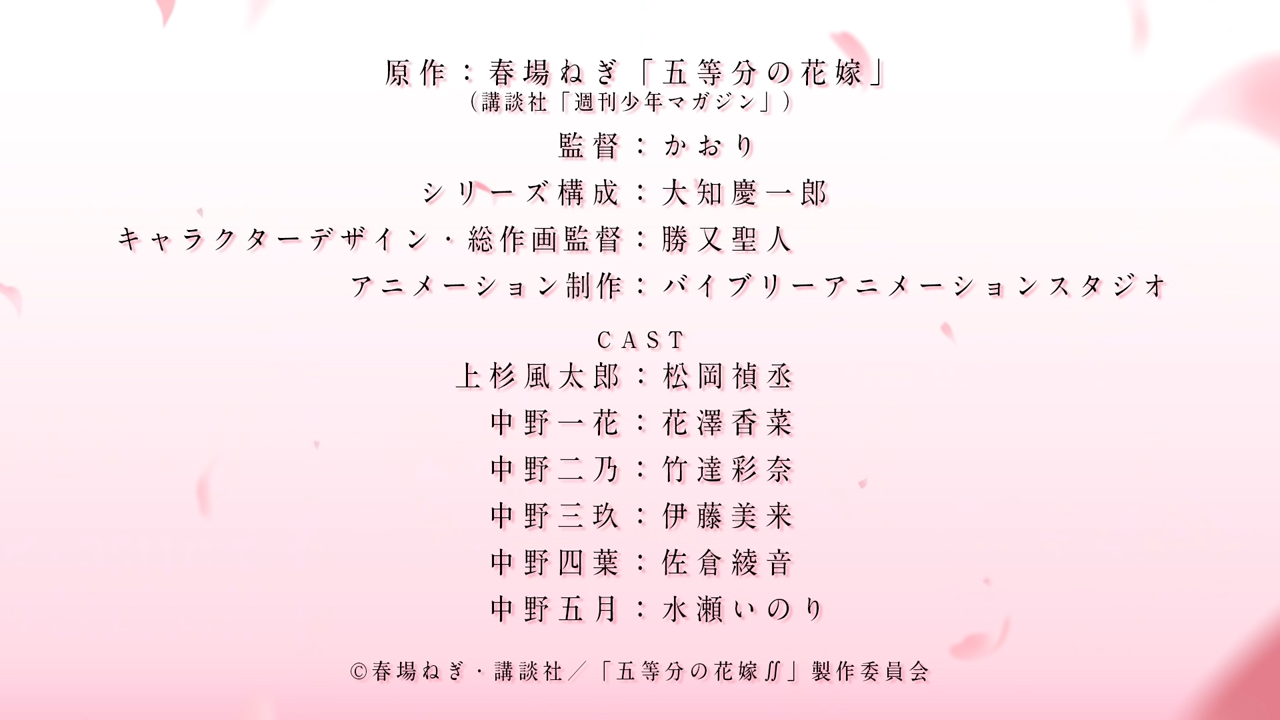 原作：春場ねぎ「五等分の花嫁」
（講談社「週刊少年マガジン」）
監督：かおり
シリーズ構成：大知慶一郎
キャラクターデザイン・総作画監督：勝又聖人
アニメーション制作：バイブリーアニメーションスタジオ
CAST
上杉風太郎：松岡禎丞
中野一花：花澤香菜
中野二乃：竹達彩奈
中野三玖：伊藤美来
中野四葉：佐倉綾音
中野五月：水瀬いのり
©春場ねぎ・講談社／「五等分の花嫁∬」製作委員会